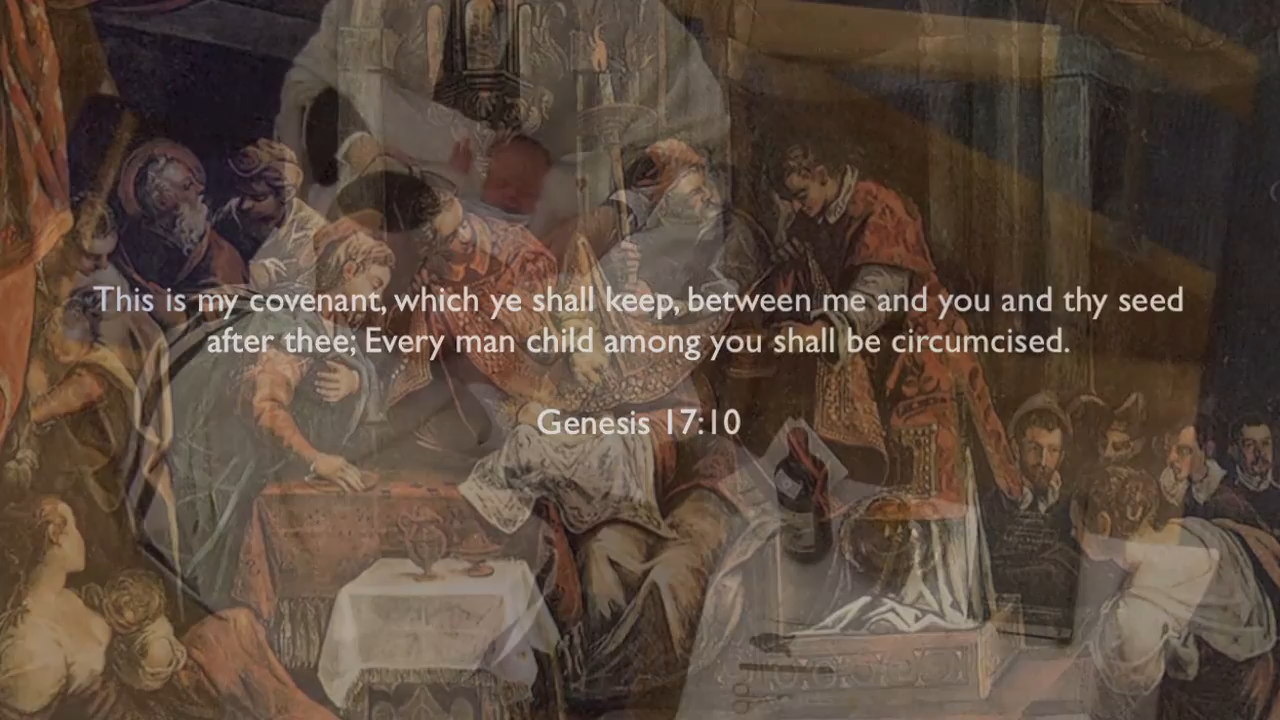 This is my covenant, which ye shall keep, between me and you and thy seed
after thee; Every man child among you shall be circumcised.
Genesis 17:10